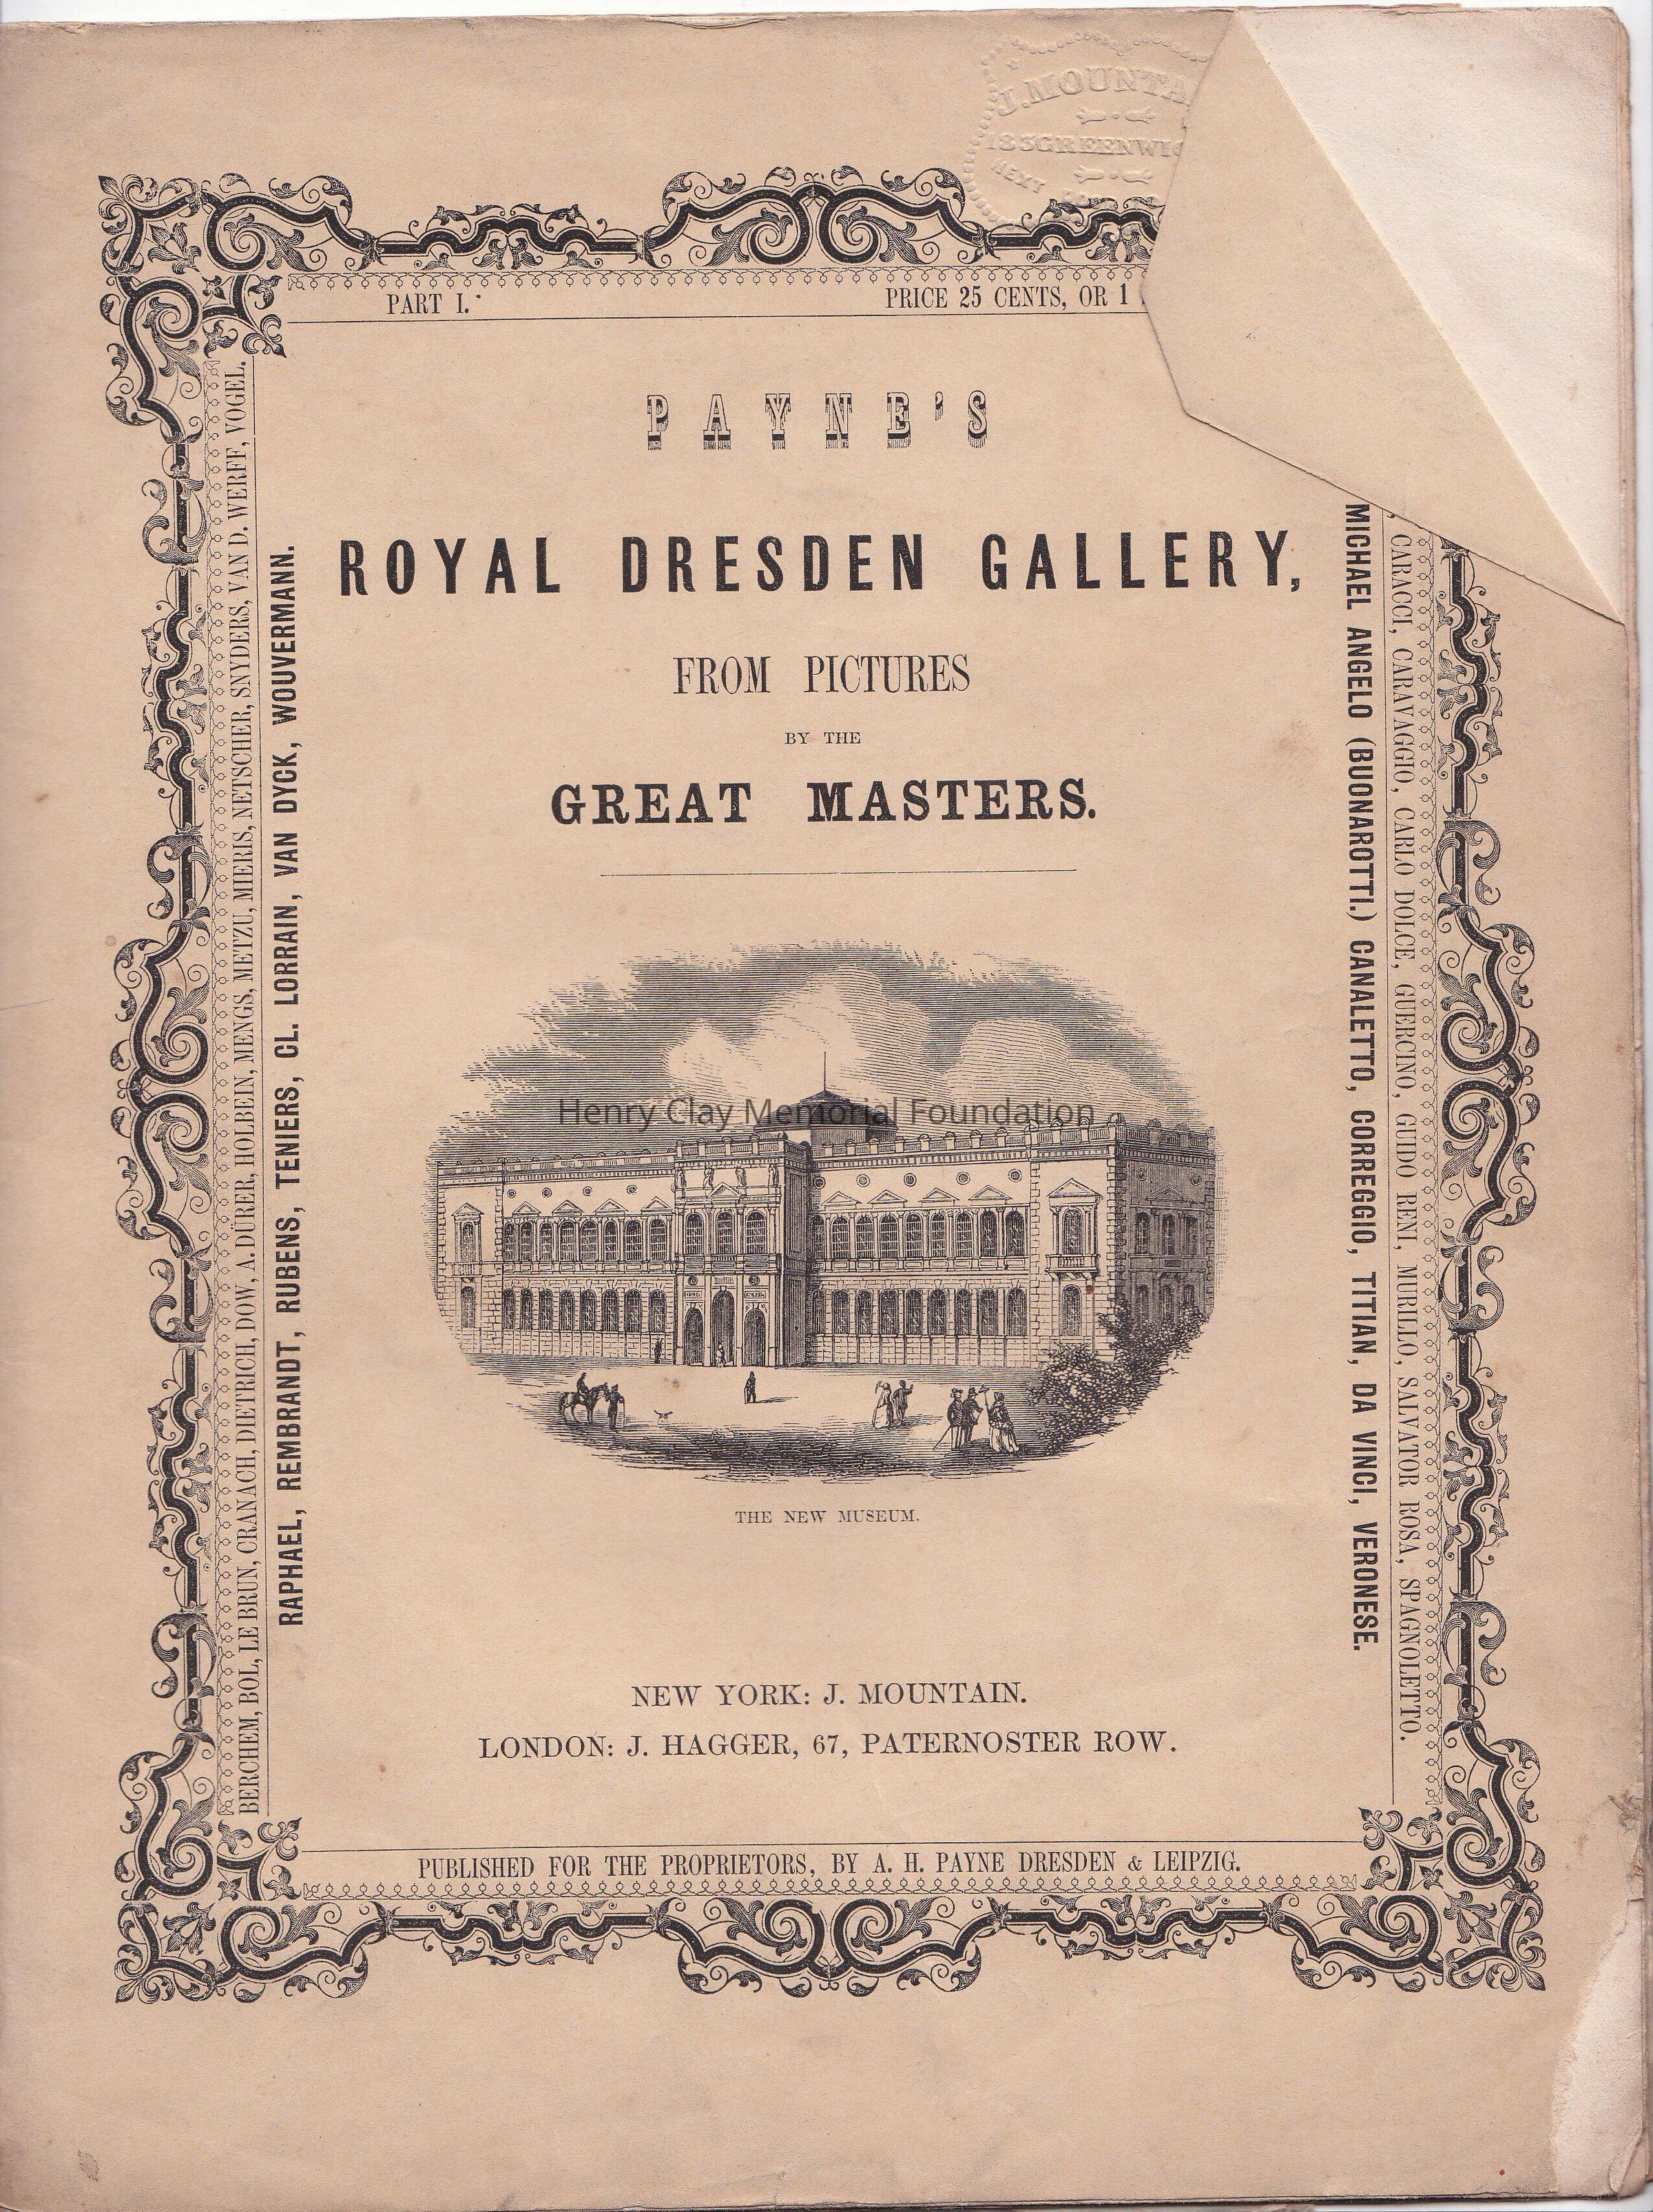 J. MOUNTA
183 GREENWIC
NEXT
PART I.
PRICE 25 CENTS, OR 1
PAYNE'S
ROYAL DRESDEN GALLERY,
FROM PICTURES
BY THE
GREAT MASTERS.
Henry Clay Memorial Foundation
THE NEW MUSEUM.
NEW YORK: J. MOUNTAIN.
LONDON: J. HAGGER, 67, PATERNOSTER ROW.
PUBLISHED FOR THE PROPRIETORS, BY A. H. PAYNE DRESDEN & LEIPZIG.
BERCHEM, BOL, LE BRUN, CRANACH, DIETRICH, DOW, A. DÜRER, HOLBEIN, MENGS, METZU, MIERIS, NETSCHER, SNYDERS, VAN D. WERFF, VOGEL.
RAPHAEL, REMBRANDT, RUBENS, TENIERS, CL. LORRAIN, VAN DYCK, WOUVERMANN.
MICHAEL ANGELO (BUONAROTTI.) CANALETTO, CORREGGIO, TITIAN, DA VINCI, VERONESE.
, CARACCI, CARAVAGGIO, CARLO DOLCE, GUERCINO, GUIDO RENI, MURILLO, SALVATOR ROSA, SPAGNOLETTO.